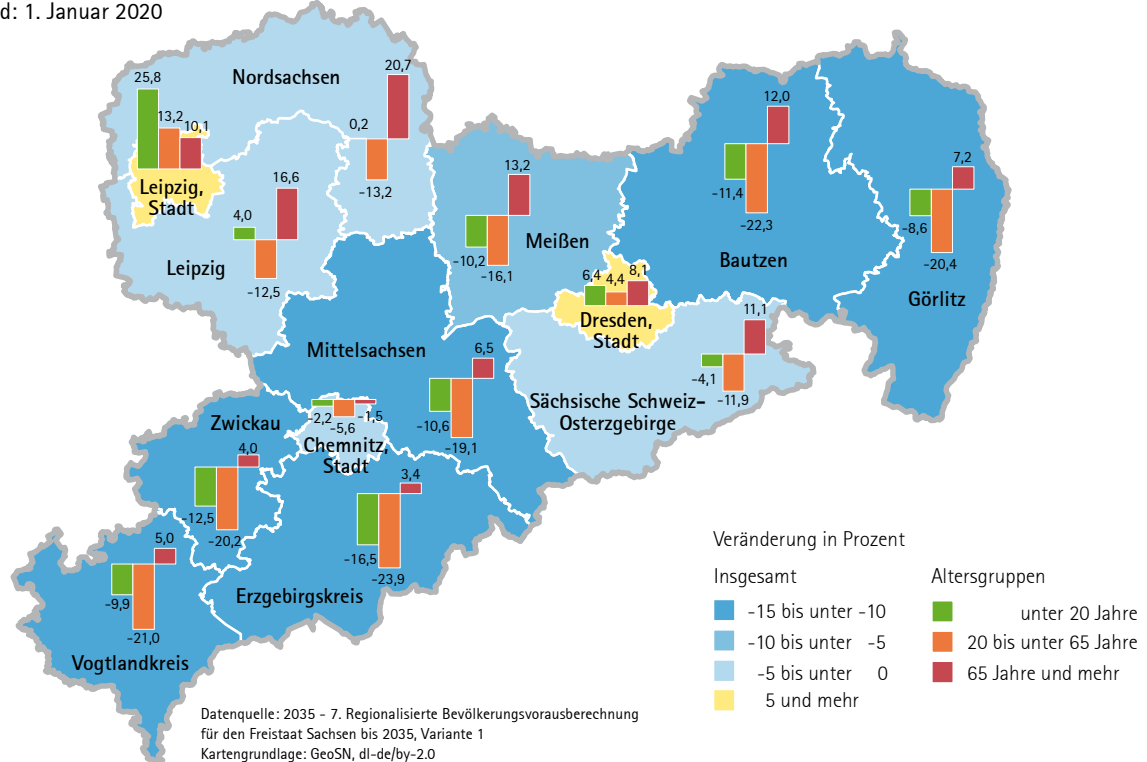 d: 1. Januar 2020
Nordsachsen
25,8
13,2
10,1
Leipzig,
Stadt
0,2
-13,2
20,7
4,0
-12,5
16,6
Leipzig
13,2
-10,2
-16,1
Meißen
12,0
-11,4
-22,3
Bautzen
7,2
-8,6
-20,4
Görlitz
6,4
4,4
8,1
Dresden,
Stadt
11,1
-4,1
-11,9
Sächsische Schweiz-
Osterzgebirge
Mittelsachsen
6,5
-10,6
-19,1
Zwickau
4,0
-12,5
-20,2
-2,2
-5,6
-1,5
Chemnitz,
Stadt
3,4
-16,5
-23,9
Erzgebirgskreis
5,0
-9,9
-21,0
Vogtlandkreis
Veränderung in Prozent
Insgesamt
-15 bis unter -10
-10 bis unter -5
-5 bis unter 0
5 und mehr
Altersgruppen
unter 20 Jahre
20 bis unter 65 Jahre
65 Jahre und mehr
Datenquelle: 2035 - 7. Regionalisierte Bevölkerungsvorausberechnung
für den Freistaat Sachsen bis 2035, Variante 1
Kartengrundlage: GeoSN, dl-de/by-2.0